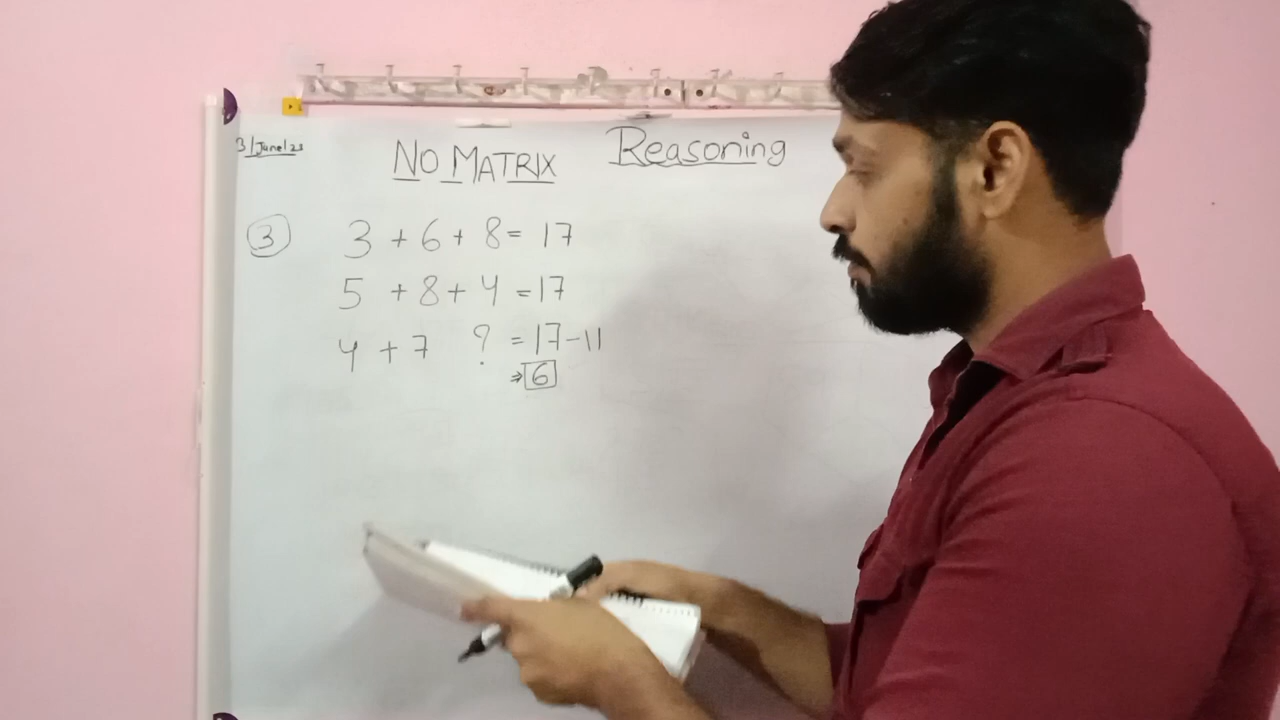 3/June/23
NO MATRIX
Reasoning
3
3 + 6 + 8 = 17
5 + 8 + 4 = 17
4 + 7 ? = 17-11
⇒ 6